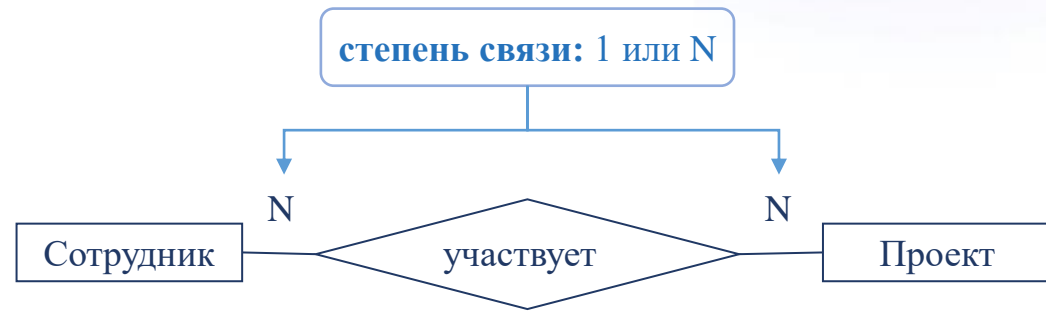 степень связи: 1 или N
N
N
Сотрудник
участвует
Проект